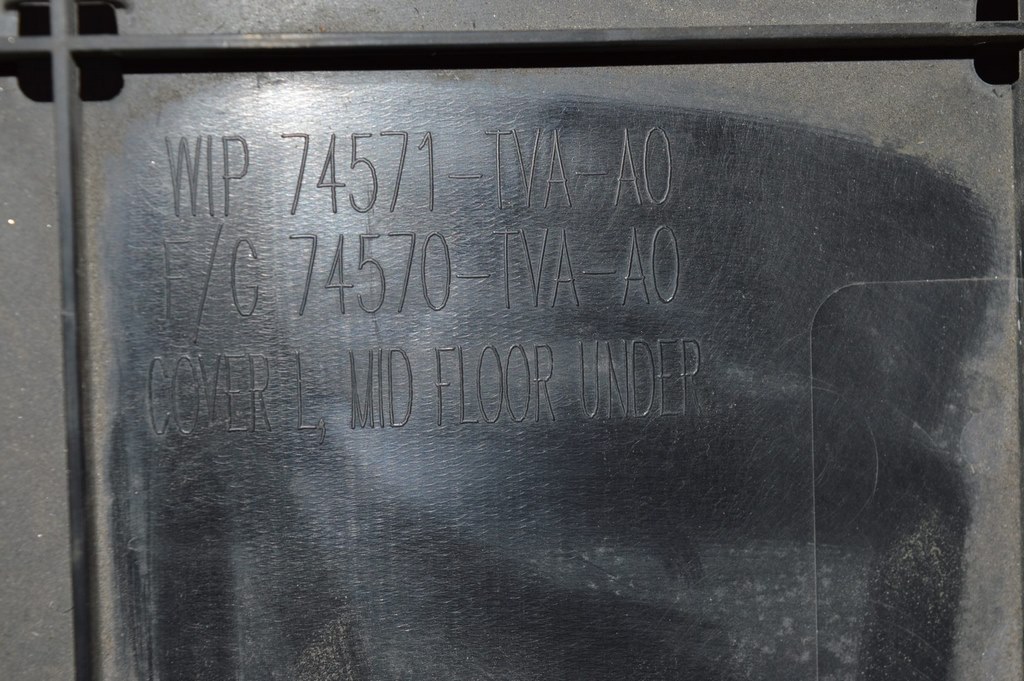 WIP 74571-TVA-A0
F/G 74570-TVA-A0
COVER L, MID FLOOR UNDER